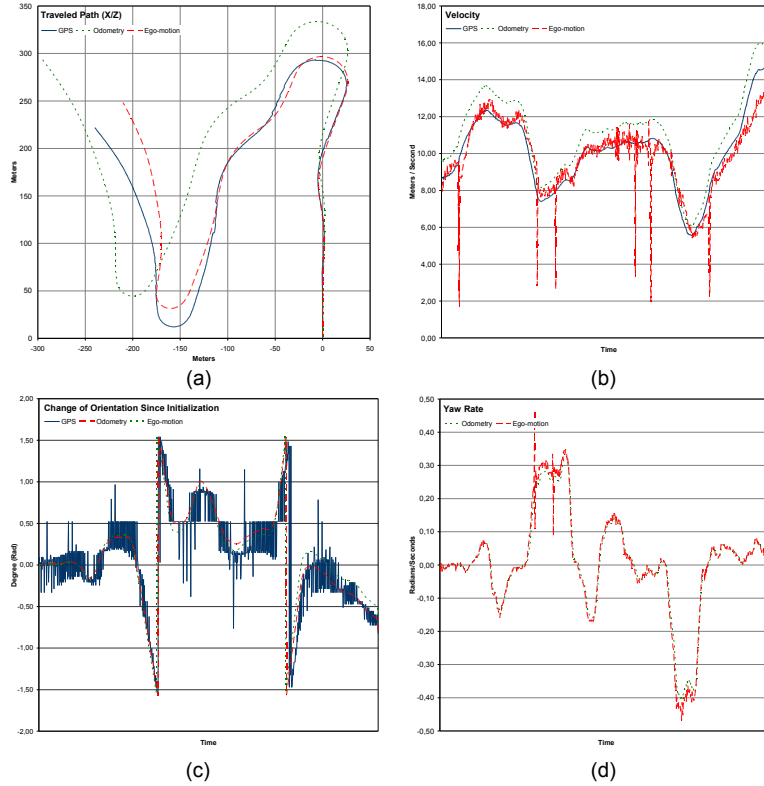 Traveled Path (X/Z)
GPS Odometry Ego-motion
400
350
300
250
200
150
100
50
0
Meters
-300 -250 -200 -150 -100 -50 0 50
Meters
(a)
Velocity
GPS Odometry Ego-motion
18,00
16,00
14,00
12,00
10,00
8,00
6,00
4,00
2,00
0,00
Meters / Second
Time
(b)
Change of Orientation Since Initialization
GPS Odometry Ego-motion
2,00
1,50
1,00
0,50
0,00
-0,50
-1,00
-1,50
-2,00
Degree (Rad)
Time
(c)
Yaw Rate
Odometry Ego-motion
0,50
0,40
0,30
0,20
0,10
0,00
-0,10
-0,20
-0,30
-0,40
-0,50
Radians/Seconds
Time
(d)